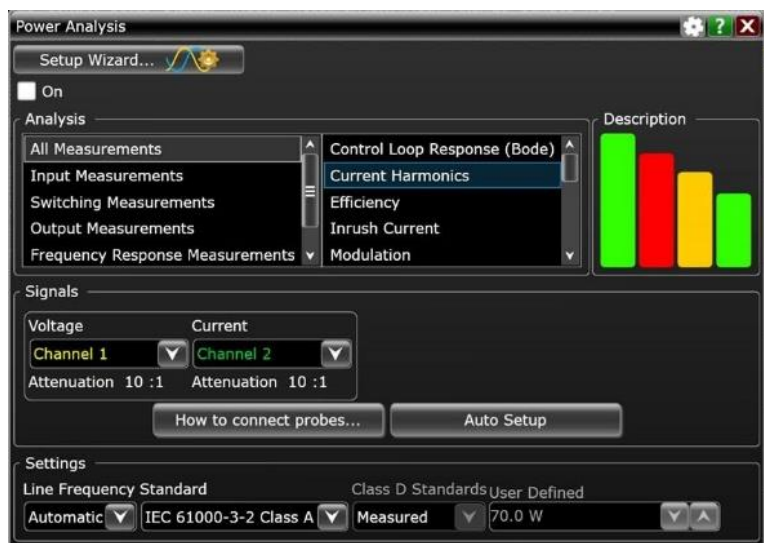 Power Analysis ?
Setup Wizard...
On
Analysis
Description
All Measurements
Input Measurements
Switching Measurements
Output Measurements
Frequency Response Measurements
Control Loop Response (Bode)
Current Harmonics
Efficiency
Inrush Current
Modulation
Signals
Voltage Current
Channel 1 Channel 2
Attenuation 10 :1 Attenuation 10 :1
How to connect probes... Auto Setup
Settings
Line Frequency Standard Class D Standards User Defined
Automatic IEC 61000-3-2 Class A Measured 70.0 W